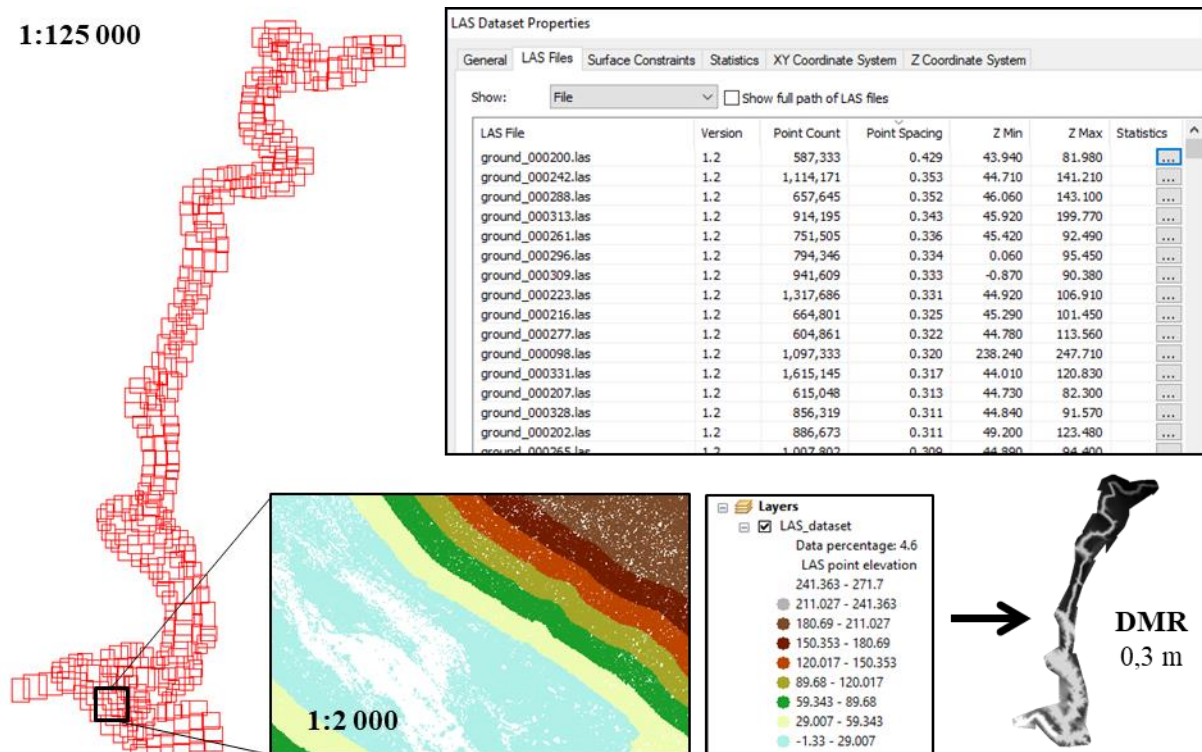 1:125 000
LAS Dataset Properties
General LAS Files Surface Constraints Statistics XY Coordinate System Z Coordinate System
Show: File Show full path of LAS files
LAS File Version Point Count Point Spacing Z Min Z Max Statistics
ground_000200.las 1.2 587,333 0.429 43.940 81.980 ...
ground_000242.las 1.2 1,114,171 0.353 44.710 141.210 ...
ground_000288.las 1.2 657,645 0.352 46.060 143.100 ...
ground_000313.las 1.2 914,195 0.343 45.920 199.770 ...
ground_000261.las 1.2 751,505 0.336 45.420 92.490 ...
ground_000296.las 1.2 794,346 0.334 0.060 95.450 ...
ground_000309.las 1.2 941,609 0.333 -0.870 90.380 ...
ground_000223.las 1.2 1,317,686 0.331 44.920 106.910 ...
ground_000216.las 1.2 664,801 0.325 45.290 101.450 ...
ground_000277.las 1.2 604,861 0.322 44.780 113.560 ...
ground_000098.las 1.2 1,097,333 0.320 238.240 247.710 ...
ground_000331.las 1.2 1,615,145 0.317 44.010 120.830 ...
ground_000207.las 1.2 615,048 0.313 44.730 82.300 ...
ground_000328.las 1.2 856,319 0.311 44.840 91.570 ...
ground_000202.las 1.2 886,673 0.311 49.200 123.480 ...
ground_000265.las 1.2 1,007,802 0.309 44.890 94.400 ...
1:2 000
Layers
LAS_dataset
Data percentage: 4.6
LAS point elevation
241.363 - 271.7
211.027 - 241.363
180.69 - 211.027
150.353 - 180.69
120.017 - 150.353
89.68 - 120.017
59.343 - 89.68
29.007 - 59.343
-1.33 - 29.007
DMR
0,3 m